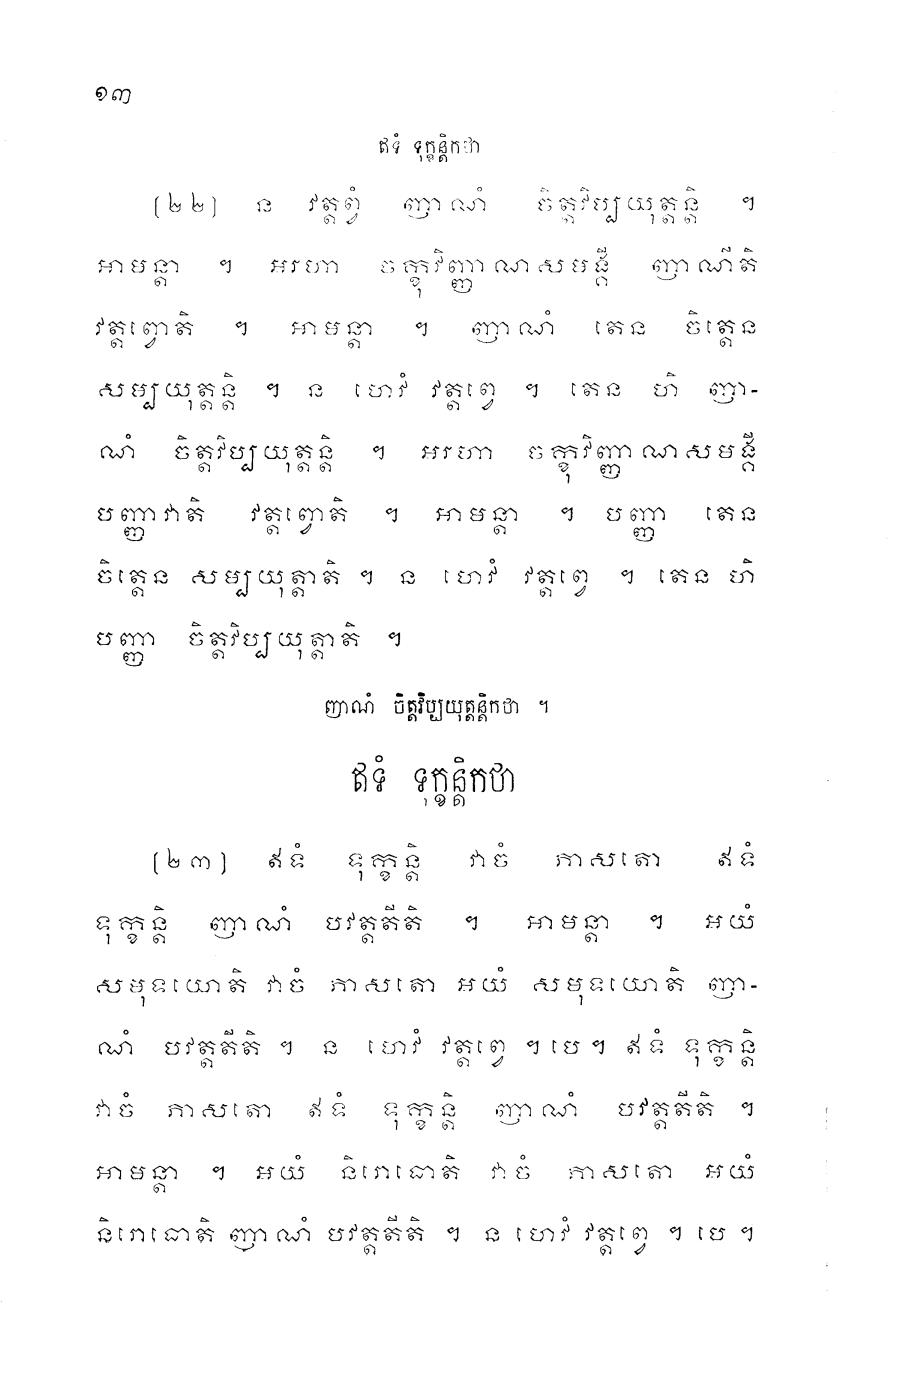 ១៣
ឥទំ ទុក្ខន្តិកថា
(២២) ន វត្តព្វំ ញាណំ ចិត្តវិប្បយុត្តន្តិ ។
អាមន្តា ។ អរហា ចក្ខុវិញ្ញាណសមង្គី ញាណីតិ
វត្តព្វោតិ ។ អាមន្តា ។ ញាណំ តេន ចិត្តេន
សម្បយុត្តន្តិ ។ ន ហេវំ វត្តព្វេ ។ តេន ហិ ញា-
ណំ ចិត្តវិប្បយុត្តន្តិ ។ អរហា ចក្ខុវិញ្ញាណសមង្គី
បញ្ញាវាតិ វត្តព្វោតិ ។ អាមន្តា ។ បញ្ញា តេន
ចិត្តេន សម្បយុត្តាតិ ។ ន ហេវំ វត្តព្វេ ។ តេន ហិ
បញ្ញា ចិត្តវិប្បយុត្តាតិ ។
ញាណំ ចិត្តវិប្បយុត្តន្តិកថា ។
ឥទំ ទុក្ខន្តិកថា
(២៣) ឥទំ ទុក្ខន្តិ វាចំ ភាសតោ ឥទំ
ទុក្ខន្តិ ញាណំ បវត្តតីតិ ។ អាមន្តា ។ អយំ
សមុទយោតិ វាចំ ភាសតោ អយំ សមុទយោតិ ញា-
ណំ បវត្តតីតិ ។ ន ហេវំ វត្តព្វេ ។ បេ ។ ឥទំ ទុក្ខន្តិ
វាចំ ភាសតោ ឥទំ ទុក្ខន្តិ ញាណំ បវត្តតីតិ ។
អាមន្តា ។ អយំ និរោធោតិ វាចំ ភាសតោ អយំ
និរោធោតិ ញាណំ បវត្តតីតិ ។ ន ហេវំ វត្តព្វេ ។ បេ ។